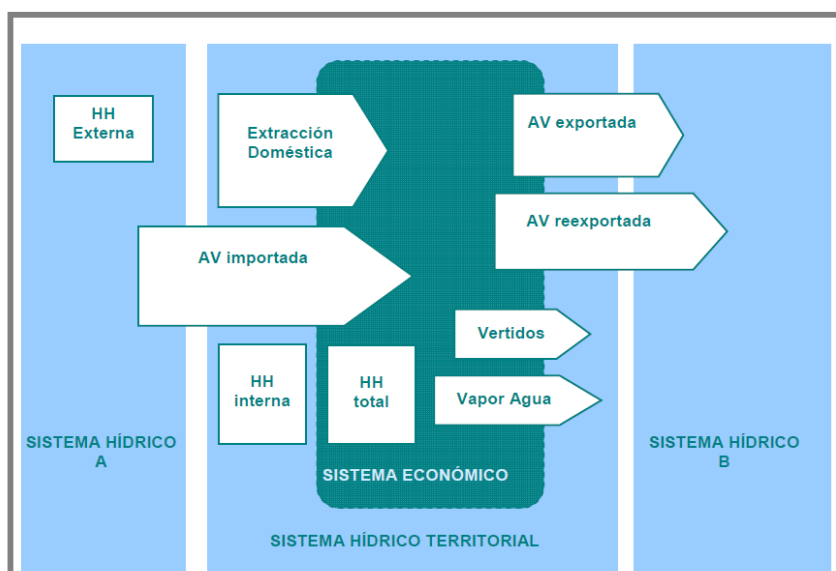 HH
Externa
Extracción
Doméstica
AV exportada
AV reexportada
AV importada
Vertidos
HH
interna
HH
total
Vapor Agua
SISTEMA HÍDRICO
A
SISTEMA ECONÓMICO
SISTEMA HÍDRICO
B
SISTEMA HÍDRICO TERRITORIAL